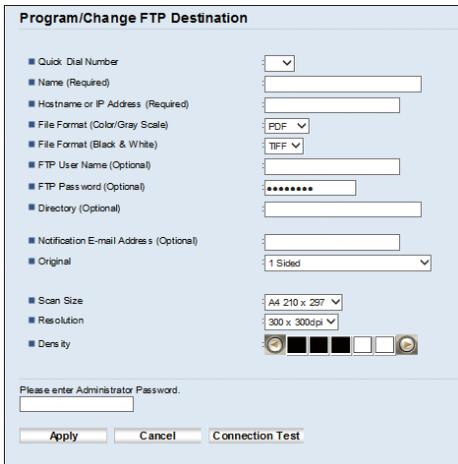 Program/Change FTP Destination
Quick Dial Number :
Name (Required) :
Hostname or IP Address (Required) :
File Format (Color/Gray Scale) : PDF
File Format (Black & White) : TIFF
FTP User Name (Optional) :
FTP Password (Optional) : ••••••••
Directory (Optional) :
Notification E-mail Address (Optional) :
Original : 1 Sided
Scan Size : A4 210 x 297
Resolution : 300 x 300dpi
Density :
Please enter Administrator Password.
Apply Cancel Connection Test